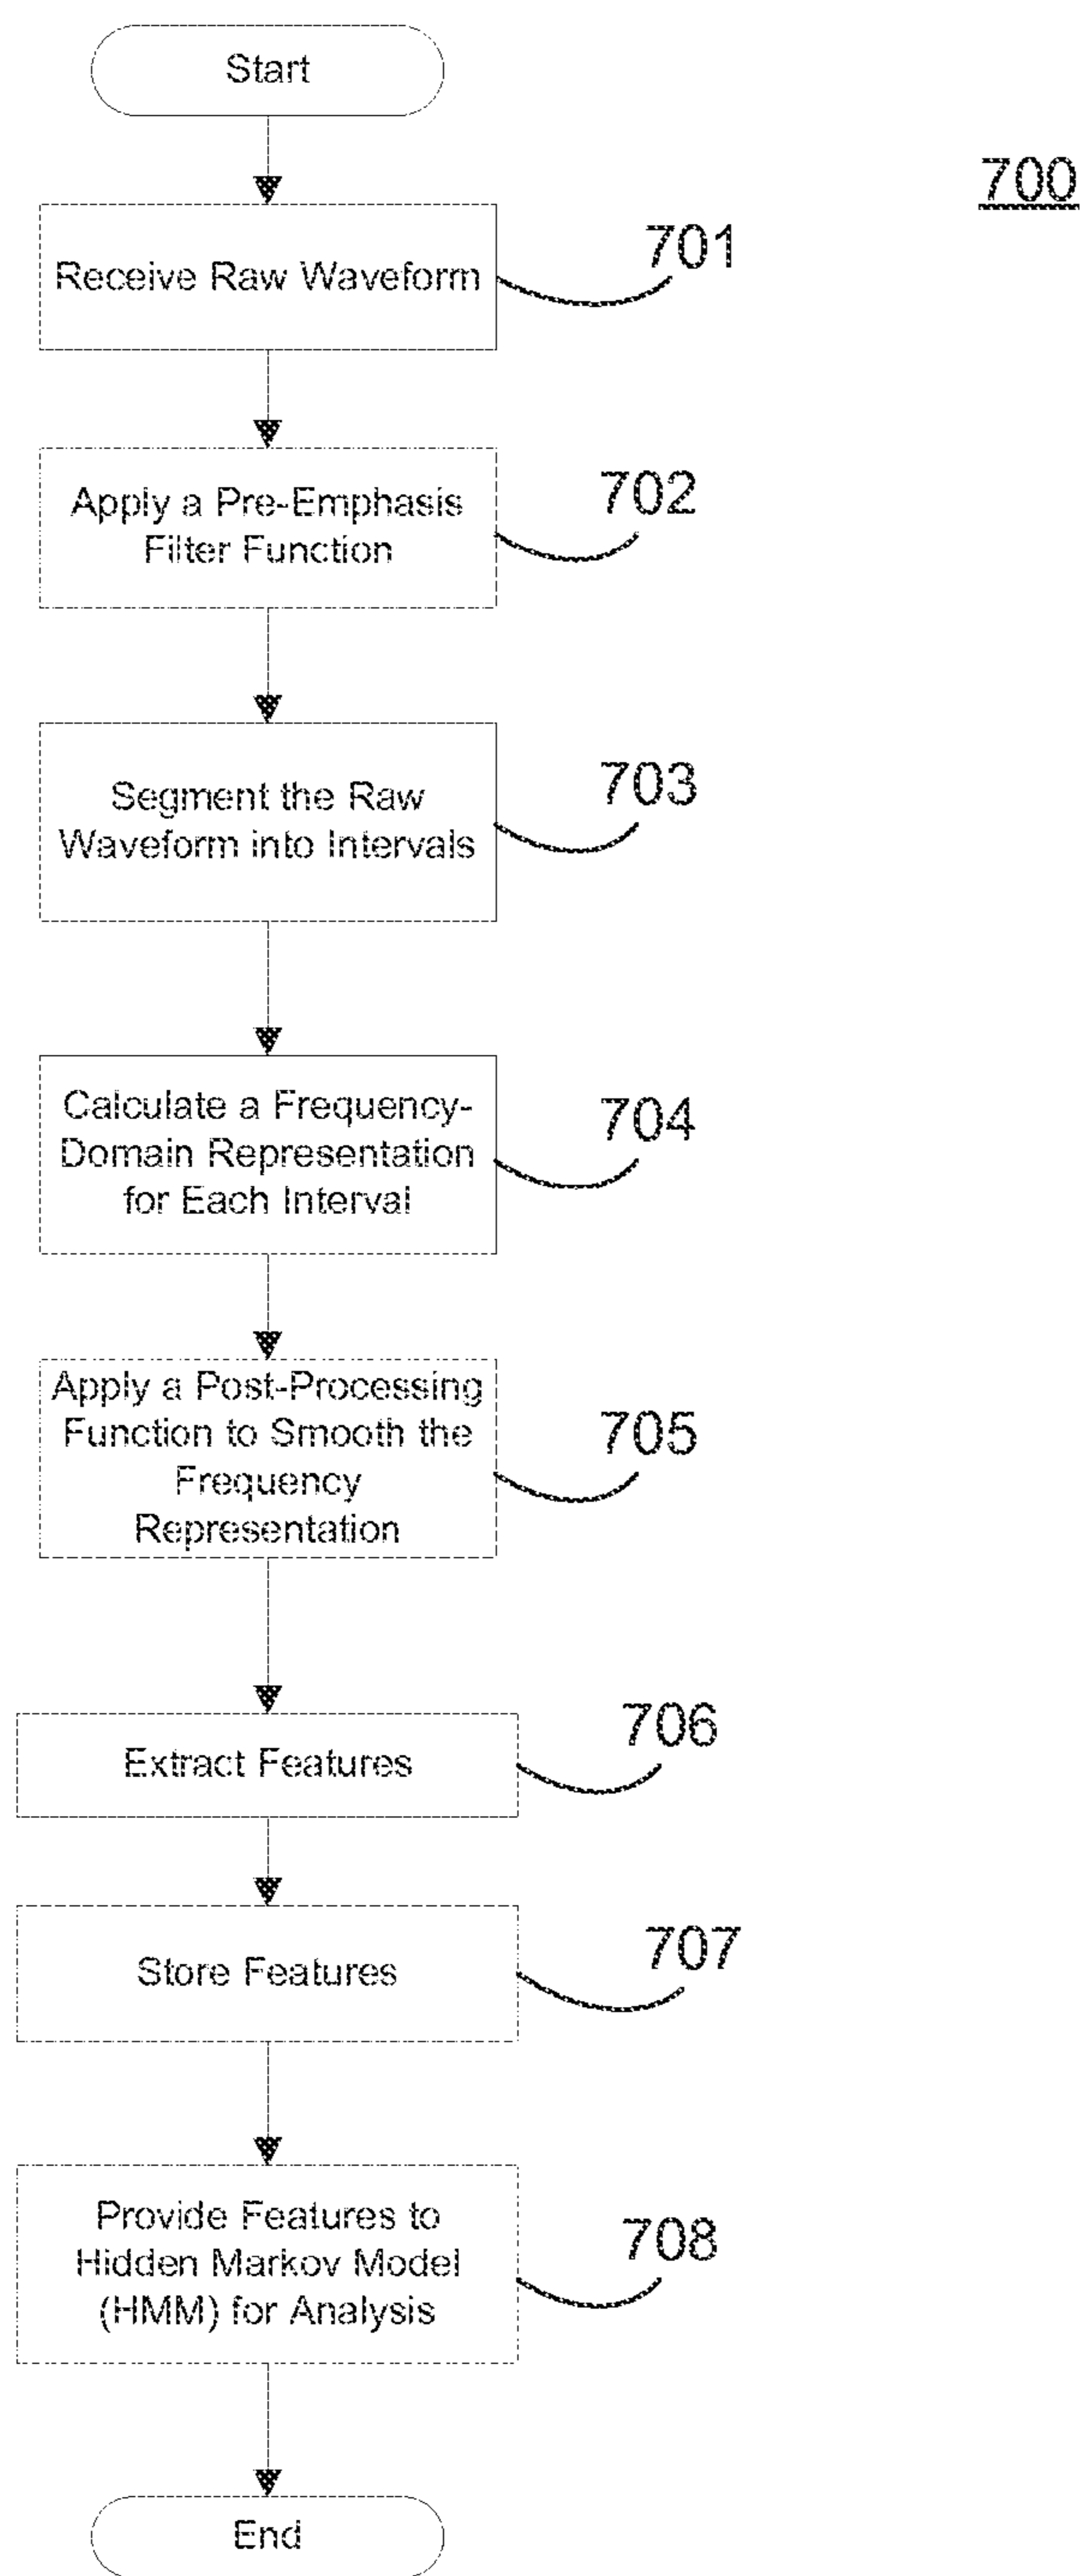 Start
700
701
Receive Raw Waveform
702
Apply a Pre-Emphasis
Filter Function
703
Segment the Raw
Waveform into Intervals
704
Calculate a Frequency-
Domain Representation
for Each Interval
705
Apply a Post-Processing
Function to Smooth the
Frequency
Representation
706
Extract Features
707
Store Features
708
Provide Features to
Hidden Markov Model
(HMM) for Analysis
End